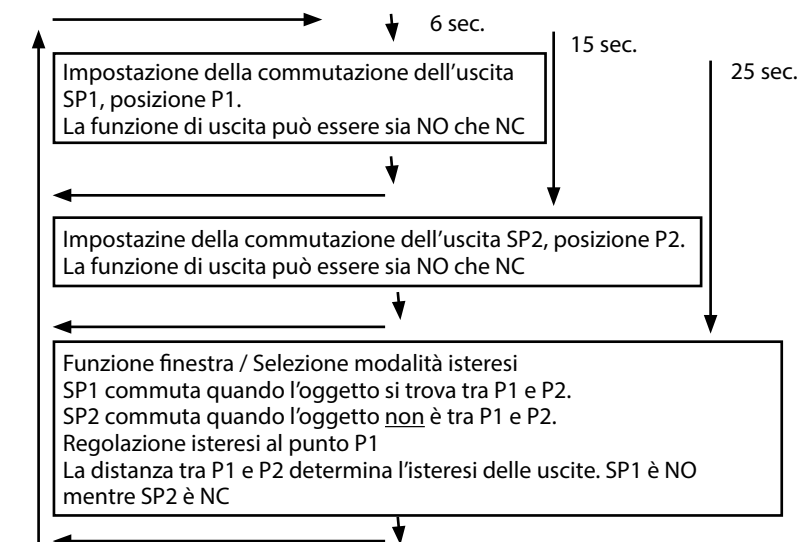 6 sec.
15 sec.
25 sec.
Impostazione della commutazione dell'uscita
SP1, posizione P1.
La funzione di uscita può essere sia NO che NC
Impostazine della commutazione dell'uscita SP2, posizione P2.
La funzione di uscita può essere sia NO che NC
Funzione finestra / Selezione modalità isteresi
SP1 commuta quando l'oggetto si trova tra P1 e P2.
SP2 commuta quando l'oggetto non è tra P1 e P2.
Regolazione isteresi al punto P1
La distanza tra P1 e P2 determina l'isteresi delle uscite. SP1 è NO
mentre SP2 è NC